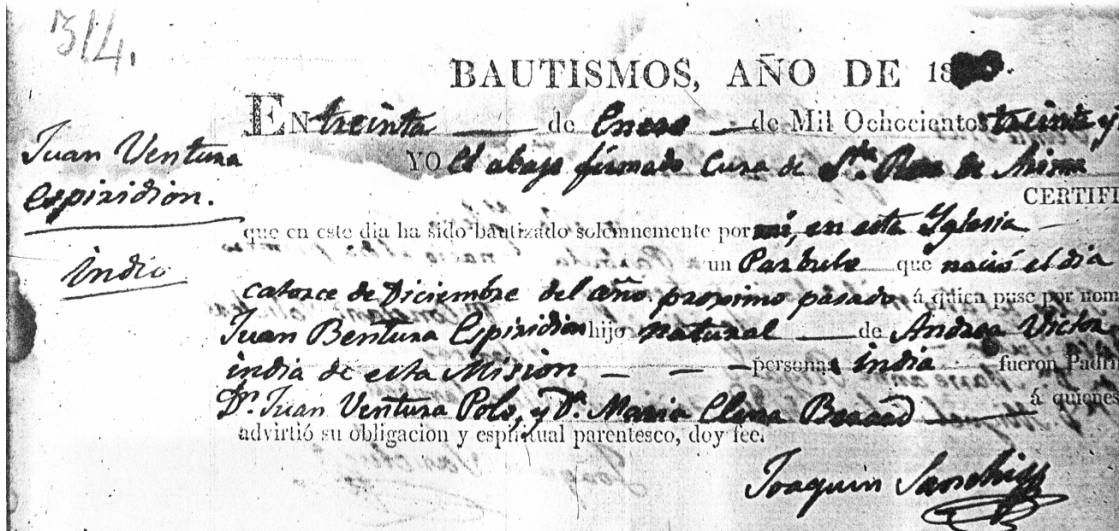 314.
BAUTISMOS, AÑO DE 18
EN treinta de Enero de Mil Ochocientos treinta y
Juan Ventura
Espiridion.
Indio
YO El abajo firmado Cura de Sta. Rosa de
CERTIFI
que en este dia ha sido bautizado solemnemente por mi, en esta Yglesia
un Parbulo que nació el dia
catorce de Diciembre del año proximo pasado á quien puse por nom
Juan Bentura Espiridion hijo natural de Andrea Victor
india de esta Mision personas india fueron Padri
Dn. Juan Ventura Polo, y Da. Maria Elena á quienes
advirtió su obligacion y espiritual parentesco, doy fee.
Joaquin Sanchiz